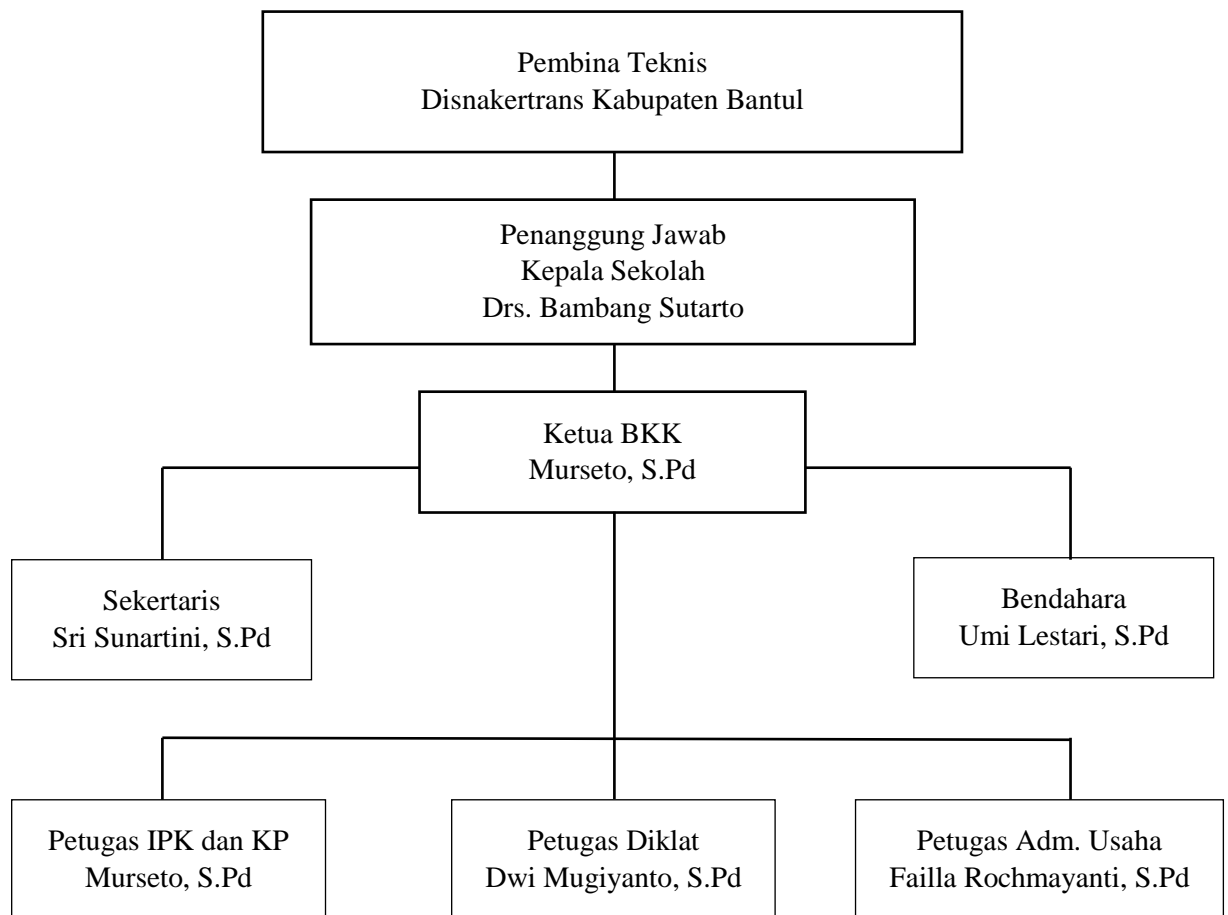 Pembina Teknis
Disnakertrans Kabupaten Bantul
Penanggung Jawab
Kepala Sekolah
Drs. Bambang Sutarto
Ketua BKK
Murseto, S.Pd
Sekertaris
Sri Sunartini, S.Pd
Bendahara
Umi Lestari, S.Pd
Petugas IPK dan KP
Murseto, S.Pd
Petugas Diklat
Dwi Mugiyanto, S.Pd
Petugas Adm. Usaha
Failla Rochmayanti, S.Pd